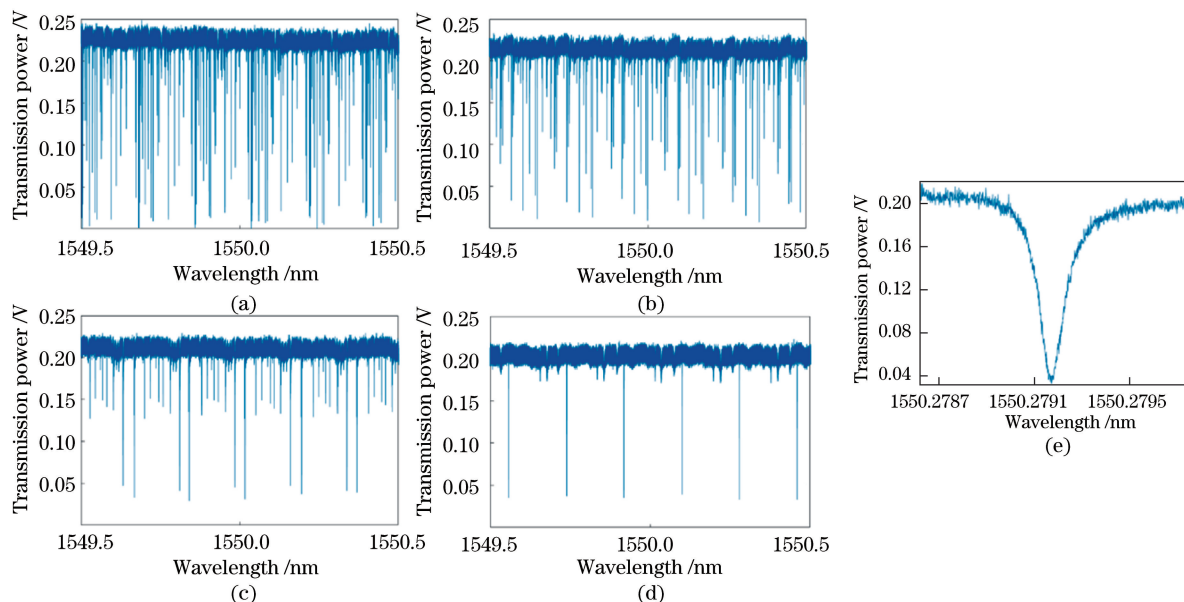 Transmission power /V
0.25
0.20
0.15
0.10
0.05
1549.5 1550.0 1550.5
Wavelength /nm
(a)
Transmission power /V
0.25
0.20
0.15
0.10
0.05
1549.5 1550.0 1550.5
Wavelength /nm
(b)
Transmission power /V
0.25
0.20
0.15
0.10
0.05
1549.5 1550.0 1550.5
Wavelength /nm
(c)
Transmission power /V
0.25
0.20
0.15
0.10
0.05
1549.5 1550.0 1550.5
Wavelength /nm
(d)
Transmission power /V
0.20
0.16
0.12
0.08
0.04
1550.2787 1550.2791 1550.2795
Wavelength /nm
(e)